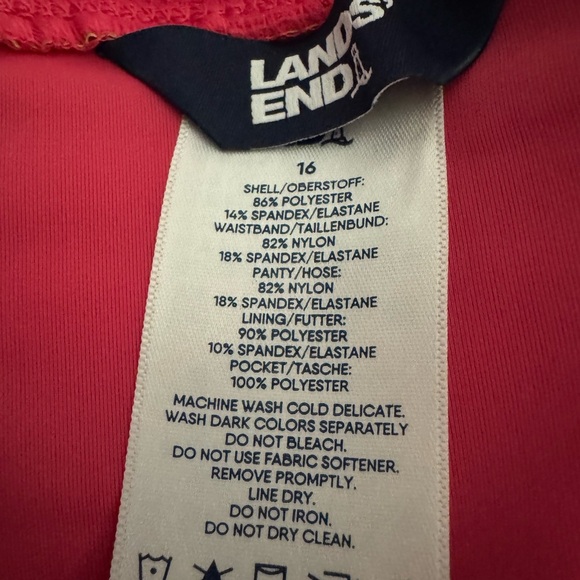 LANDS'
END
16
SHELL/OBERSTOFF:
86% POLYESTER
14% SPANDEX/ELASTANE
WAISTBAND/TAILLENBUND:
82% NYLON
18% SPANDEX/ELASTANE
PANTY/HOSE:
82% NYLON
18% SPANDEX/ELASTANE
LINING/FUTTER:
90% POLYESTER
10% SPANDEX/ELASTANE
POCKET/TASCHE:
100% POLYESTER
MACHINE WASH COLD DELICATE.
WASH DARK COLORS SEPARATELY
DO NOT BLEACH.
DO NOT USE FABRIC SOFTENER.
REMOVE PROMPTLY.
LINE DRY.
DO NOT IRON.
DO NOT DRY CLEAN.